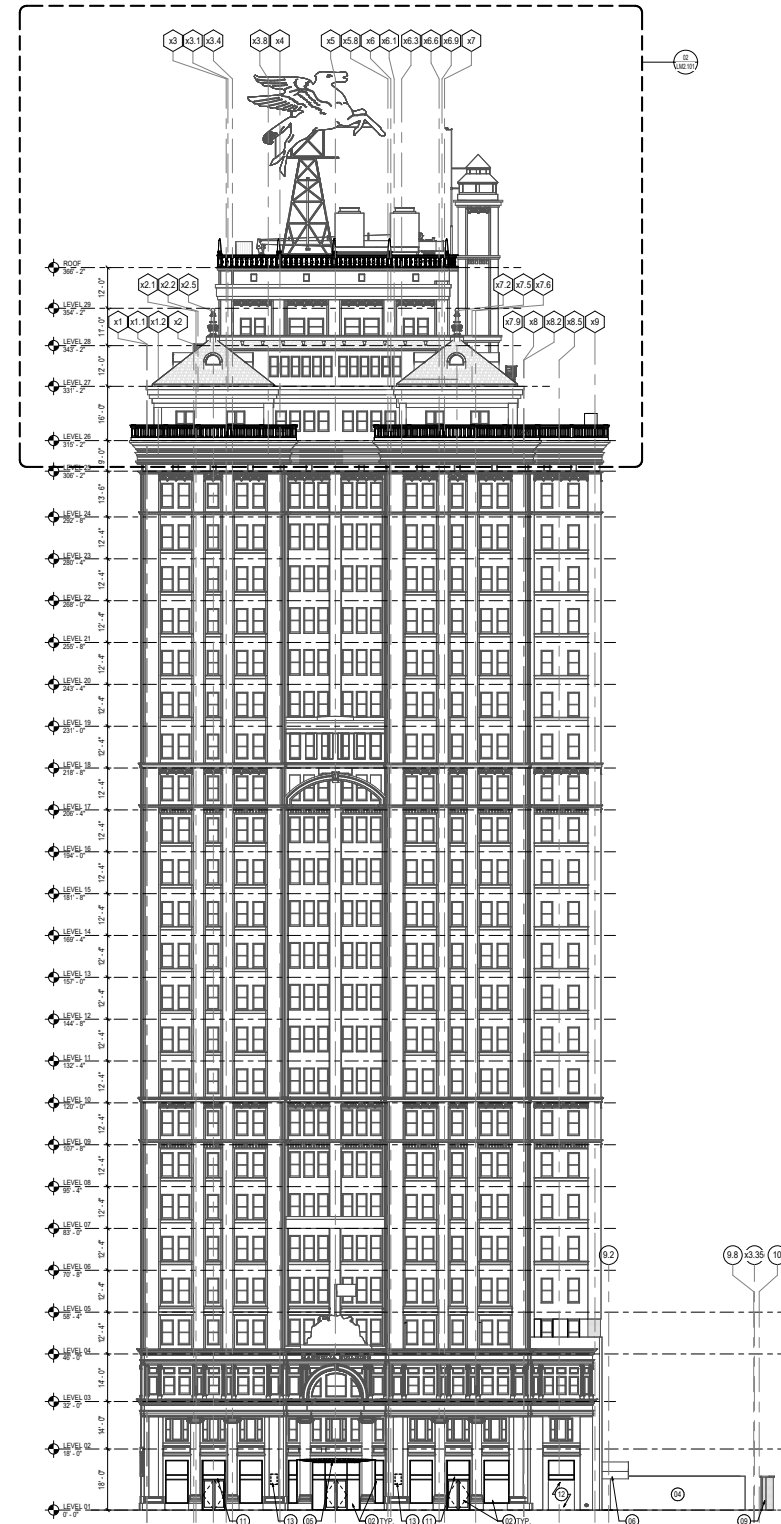 x3 x3.1 x3.4 x3.8 x4 x5 x5.8 x6 x6.1 x6.3 x6.6 x6.9 x7
02
x2.1 x2.2 x2.5 x7.2 x7.5 x7.6
x1 x1.1 x1.2 x2 x7.9 x8 x8.2 x8.5 x9
ROOF
366' - 2"
12' - 0"
LEVEL 29
354' - 2"
11' - 0"
LEVEL 28
343' - 2"
12' - 0"
LEVEL 27
331' - 2"
16' - 0"
LEVEL 26
315' - 2"
9' - 0"
LEVEL 25
306' - 2"
13' - 6"
LEVEL 24
292' - 8"
12' - 4"
LEVEL 23
280' - 4"
12' - 4"
LEVEL 22
268' - 0"
12' - 4"
LEVEL 21
255' - 8"
12' - 4"
LEVEL 20
243' - 4"
12' - 4"
LEVEL 19
231' - 0"
12' - 4"
LEVEL 18
218' - 8"
12' - 4"
LEVEL 17
206' - 4"
12' - 4"
LEVEL 16
194' - 0"
12' - 4"
LEVEL 15
181' - 8"
12' - 4"
LEVEL 14
169' - 4"
12' - 4"
LEVEL 13
157' - 0"
12' - 4"
LEVEL 12
144' - 8"
12' - 4"
LEVEL 11
132' - 4"
12' - 4"
LEVEL 10
120' - 0"
12' - 4"
LEVEL 09
107' - 8"
12' - 4"
LEVEL 08
95' - 4"
12' - 4"
LEVEL 07
83' - 0"
12' - 4"
LEVEL 06
70' - 8"
12' - 4"
LEVEL 05
58' - 4"
12' - 4"
LEVEL 04
46' - 0"
14' - 0"
LEVEL 03
32' - 0"
14' - 0"
LEVEL 02
18' - 0"
18' - 0"
LEVEL 01
0' - 0"
9.2 9.8 x3.35 10
MAGNOLIA BUILDING
12 04
11 13 05 02 TYP. 13 11 02 TYP. 06 09